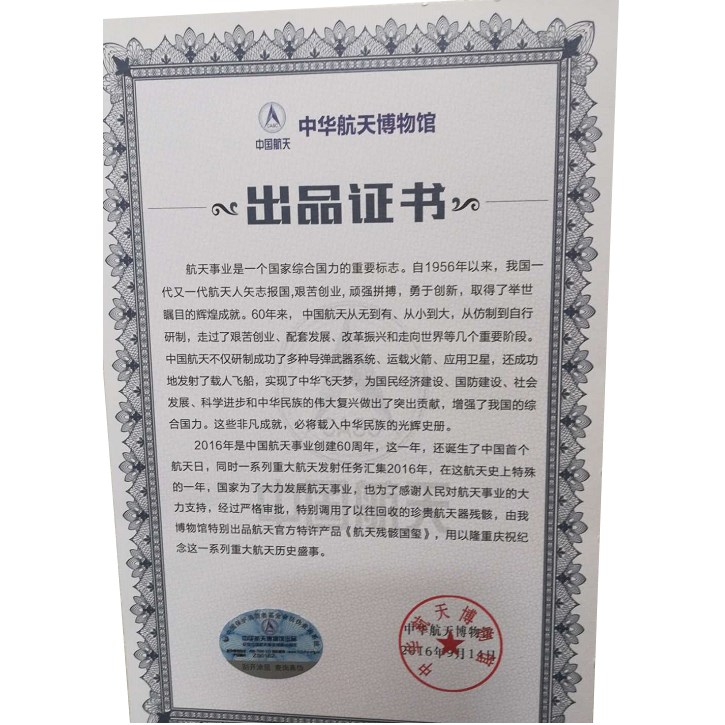 中国航天
中华航天博物馆
出品证书
航天事业是一个国家综合国力的重要标志。自1956年以来，我国一
代又一代航天人矢志报国,艰苦创业, 顽强拼搏，勇于创新，取得了举世
瞩目的辉煌成就。60年来， 中国航天从无到有、从小到大，从仿制到自行
研制，走过了艰苦创业、配套发展、改革振兴和走向世界等几个重要阶段。
中国航天不仅研制成功了多种导弹武器系统、运载火箭、应用卫星，还成功
地发射了载人飞船，实现了中华飞天梦，为国民经济建设、国防建设、社会
发展、科学进步和中华民族的伟大复兴做出了突出贡献，增强了我国的综
合国力。这些非凡成就，必将载入中华民族的光辉史册。
2016年是中国航天事业创建60周年，这一年，还诞生了中国首个
航天日，同时一系列重大航天发射任务汇集2016年，在这航天史上特殊
的一年，国家为了大力发展航天事业，也为了感谢人民对航天事业的大
力支持，经过严格审批，特别调用了以往回收的珍贵航天器残骸，由我
博物馆特别出品航天官方特许产品《航天残骸国玺》，用以隆重庆祝纪
念这一系列重大航天历史盛事。
中华航天博物馆
中华航天博物馆
2016年9月14日